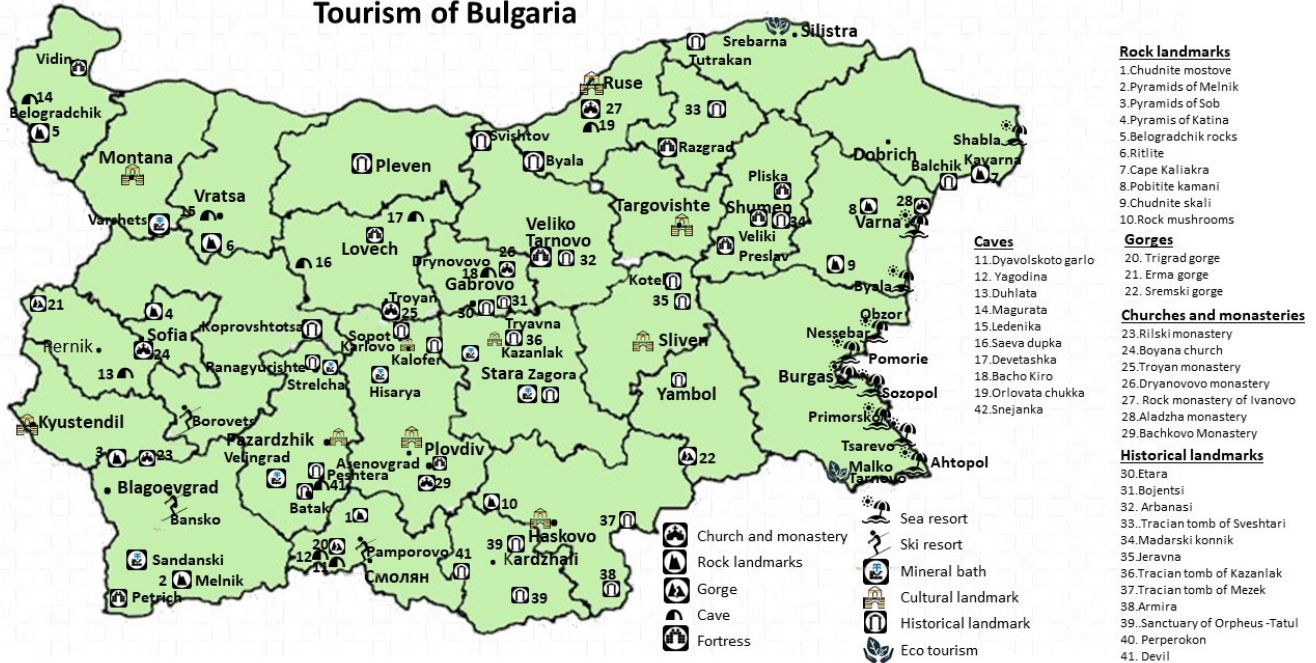 Tourism of Bulgaria
Vidin
14
Belogradchik
5
Montana
Varshets
Vratsa
15
6
Pleven
17
Lovech
16
Svishtov
Byala
Ruse
27
19
Srebarna
Silistra
Tutrakan
33
Razgrad
Targovishte
Pliska
Shumen
34
Veliki
Preslav
Dobrich
Shabla
Balchik
Kavarna
7
8
28
Varna
9
Byala
Veliko
Tarnovo
32
Drynovovo
26
18
Gabrovo
30
31
Tryavna
36
Kazanlak
Kotel
35
Sliven
Yambol
Obzor
Nessebar
Pomorie
Burgas
Sozopol
Primorsko
Tsarevo
Ahtopol
Malko
Tarnovo
22
21
4
Sofia
24
Pernik
13
Koprovshtotsa
Panagyurishte
Strelcha
Troyan
25
Sopot
Karlovo
Kalofer
Hisarya
Stara Zagora
Kyustendil
Borovets
3
23
Blagoevgrad
Bansko
Sandanski
2
Melnik
Petrich
Pazardzhik
Velingrad
Peshtera
41
Batak
Plovdiv
Asenovgrad
29
1
20
12
11
Pamporovo
Смолян
10
Haskovo
37
39
Kardzhali
41
39
38
Church and monastery
Rock landmarks
Gorge
Cave
Fortress
Sea resort
Ski resort
Mineral bath
Cultural landmark
Historical landmark
Eco tourism
Caves
11.Dyavolskoto garlo
12. Yagodina
13.Duhlata
14.Magurata
15.Ledenika
16.Saeva dupka
17.Devetashka
18.Bacho Kiro
19.Orlovata chukka
42.Snejanka
Rock landmarks
1.Chudnite mostove
2.Pyramids of Melnik
3.Pyramids of Sob
4.Pyramis of Katina
5.Belogradchik rocks
6.Ritlite
7.Cape Kaliakra
8.Pobitite kamani
9.Chudnite skali
10.Rock mushrooms
Gorges
20. Trigrad gorge
21. Erma gorge
22. Sremski gorge
Churches and monasteries
23.Rilski monastery
24.Boyana church
25.Troyan monastery
26.Dryanovovo monastery
27. Rock monastery of Ivanovo
28.Aladzha monastery
29.Bachkovo Monastery
Historical landmarks
30.Etara
31.Bojentsi
32. Arbanasi
33..Tracian tomb of Sveshtari
34.Madarski konnik
35.Jeravna
36.Tracian tomb of Kazanlak
37.Tracian tomb of Mezek
38.Armira
39..Sanctuary of Orpheus -Tatul
40. Perperokon
41. Devil